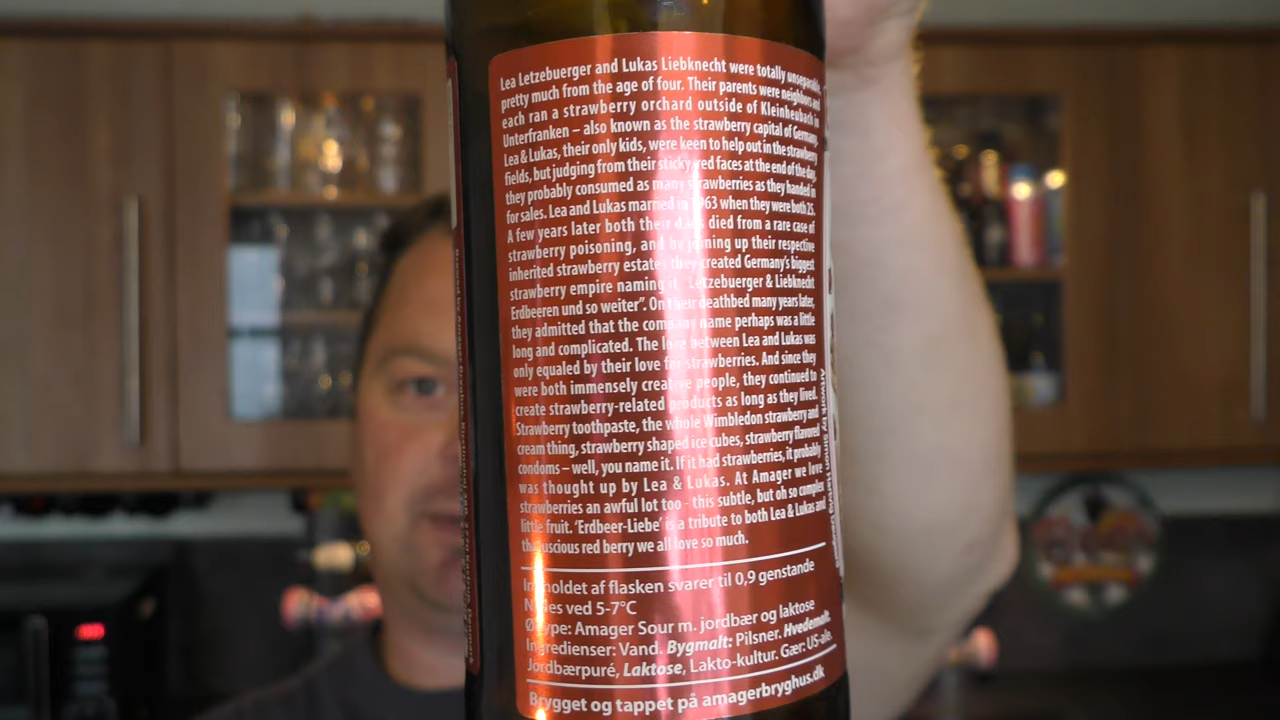 Lea Letzebuerger and Lukas Liebknecht were totally
pretty much from the age of four. Their parents were neighbors and
each ran a strawberry orchard outside of Kleinheubach in
Unterfranken – also known as the strawberry capital of Germany.
Lea & Lukas, their only kids, were keen to help out in the strawberry
fields, but judging from their sticky, red faces at the end of the day,
they probably consumed as many strawberries as they handed in
for sales. Lea and Lukas married in 1963 when they were both 25.
A few years later both their dads died from a rare case of
strawberry poisoning, and by joining up their respective
inherited strawberry estates they created Germany's biggest
strawberry empire naming it Letzebuerger & Liebknecht
Erdbeeren und so weiter”. On their deathbed many years later,
they admitted that the company name perhaps was a little
long and complicated. The love between Lea and Lukas was
only equaled by their love for strawberries. And since they
were both immensely creative people, they continued to
create strawberry-related products as long as they lived.
Strawberry toothpaste, the whole Wimbledon strawberry and
cream thing, strawberry shaped ice cubes, strawberry flavored
condoms – well, you name it. If it had strawberries, it probably
was thought up by Lea & Lukas. At Amager we love
strawberries an awful lot too - this subtle, but oh so complex
little fruit. ‘Erdbeer-Liebe’ is a tribute to both Lea & Lukas and
luscious red berry we all love so much.
Indholdet af flasken svarer til 0,9 genstande
Nydes ved 5-7°C
Øltype: Amager Sour m. jordbær og laktose
Ingredienser: Vand. Bygmalt: Pilsner. Hvedemalt.
Jordbærpuré, Laktose, Lakto-kultur. Gær: US-ale.
Brygget og tappet på amagerbryghus.dk
Artwork by Simon Hartvig